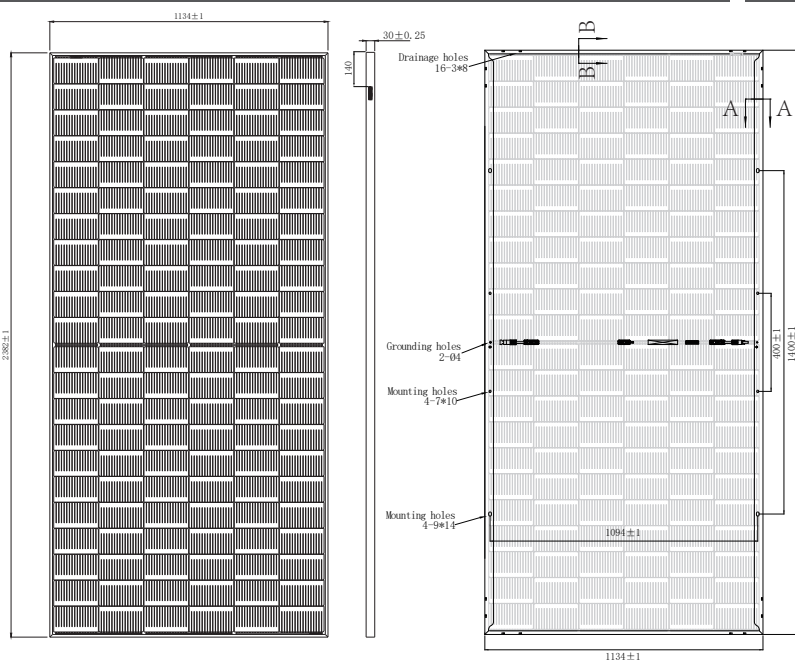 1134±1
30±0.25
140
2382±1
Drainage holes
16-3*8
B
B
A
A
Grounding holes
2-Ø4
Mounting holes
4-7*10
Mounting holes
4-9*14
400±1
1400±1
1094±1
1134±1